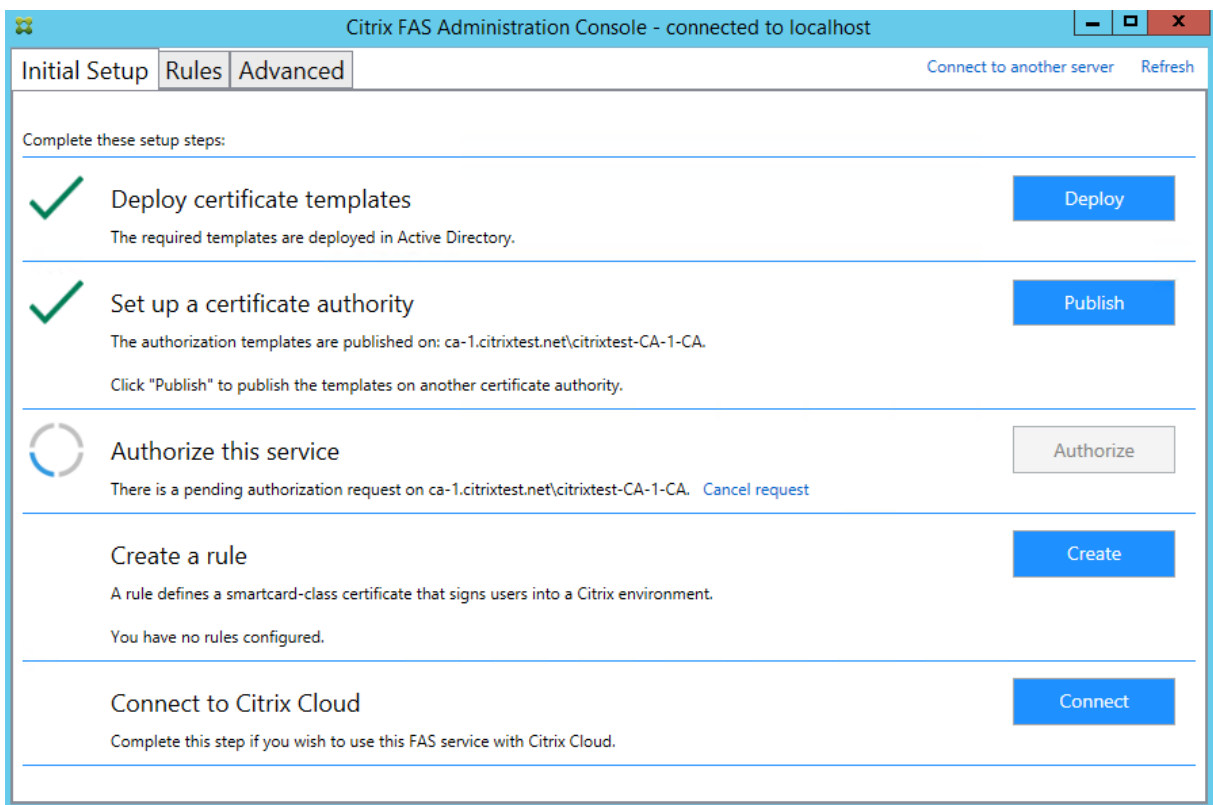 Citrix FAS Administration Console - connected to localhost
Initial Setup Rules Advanced Connect to another server Refresh
Complete these setup steps:
Deploy certificate templates Deploy
The required templates are deployed in Active Directory.
Set up a certificate authority Publish
The authorization templates are published on: ca-1.citrixtest.net\citrixtest-CA-1-CA.
Click "Publish" to publish the templates on another certificate authority.
Authorize this service Authorize
There is a pending authorization request on ca-1.citrixtest.net\citrixtest-CA-1-CA. Cancel request
Create a rule Create
A rule defines a smartcard-class certificate that signs users into a Citrix environment.
You have no rules configured.
Connect to Citrix Cloud Connect
Complete this step if you wish to use this FAS service with Citrix Cloud.